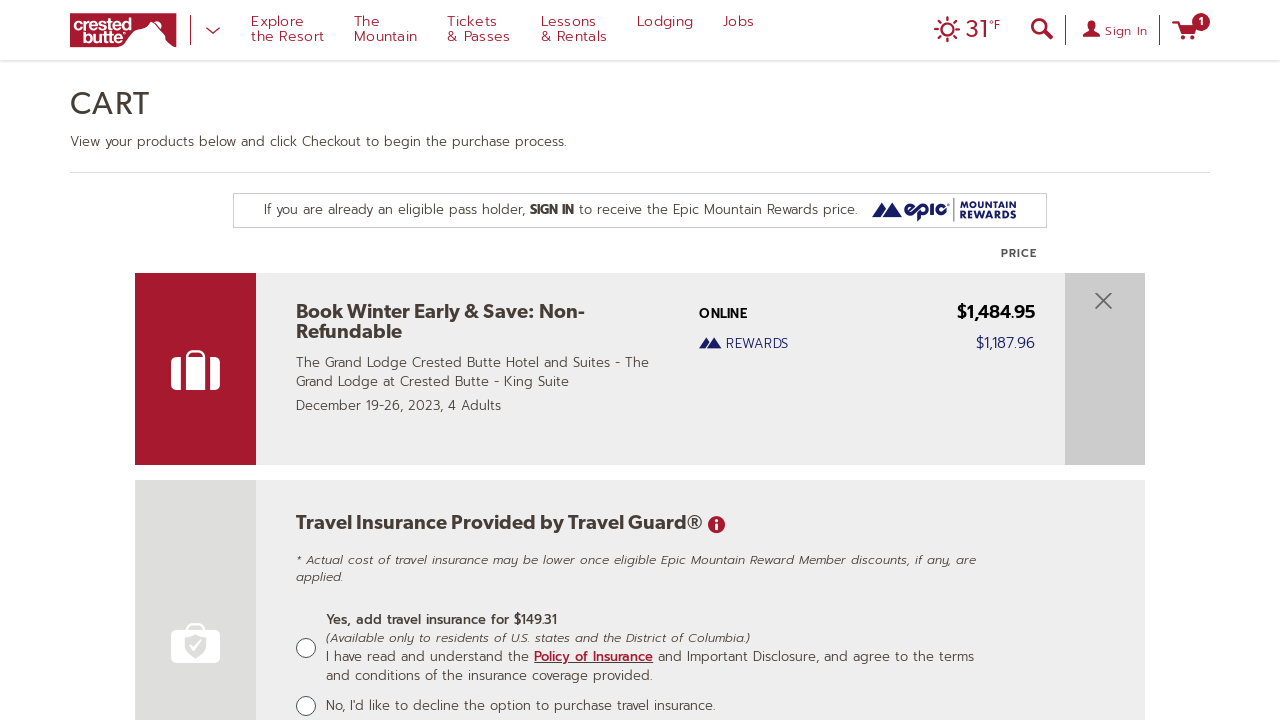 crested butte
Explore the Resort
The Mountain
Tickets & Passes
Lessons & Rentals
Lodging
Jobs
31°F
Sign In
1
CART
View your products below and click Checkout to begin the purchase process.
If you are already an eligible pass holder, SIGN IN to receive the Epic Mountain Rewards price.
epic MOUNTAIN REWARDS
PRICE
Book Winter Early & Save: Non-
Refundable
ONLINE
$1,484.95
REWARDS
$1,187.96
The Grand Lodge Crested Butte Hotel and Suites - The
Grand Lodge at Crested Butte - King Suite
December 19-26, 2023, 4 Adults
Travel Insurance Provided by Travel Guard®
* Actual cost of travel insurance may be lower once eligible Epic Mountain Reward Member discounts, if any, are
applied.
Yes, add travel insurance for $149.31
(Available only to residents of U.S. states and the District of Columbia.)
I have read and understand the Policy of Insurance and Important Disclosure, and agree to the terms
and conditions of the insurance coverage provided.
No, I'd like to decline the option to purchase travel insurance.